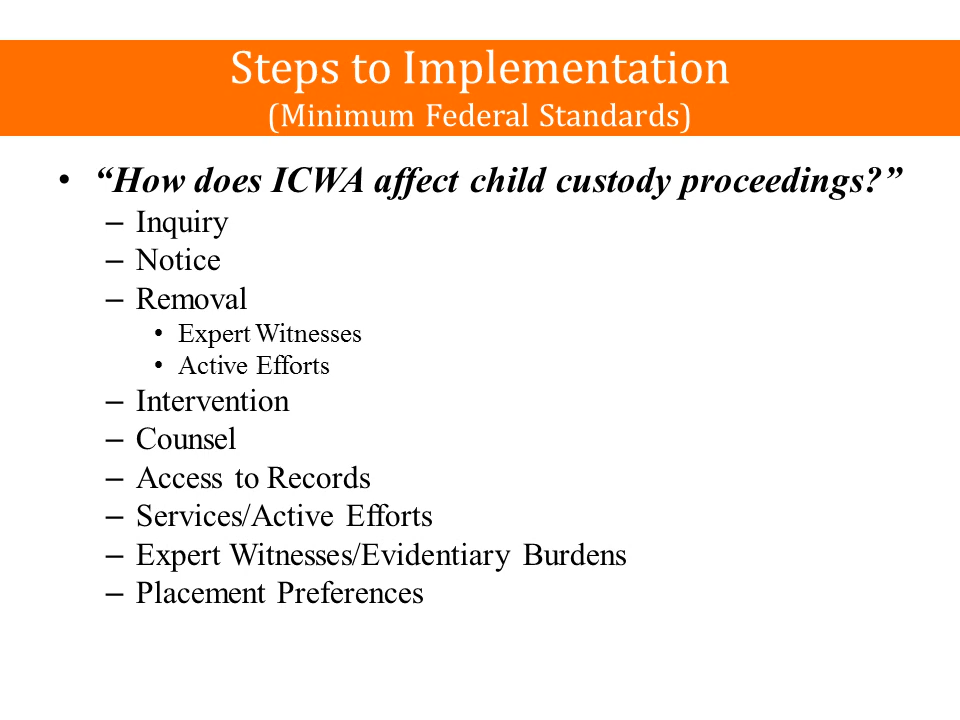 Steps to Implementation
(Minimum Federal Standards)
• “How does ICWA affect child custody proceedings?”
– Inquiry
– Notice
– Removal
• Expert Witnesses
• Active Efforts
– Intervention
– Counsel
– Access to Records
– Services/Active Efforts
– Expert Witnesses/Evidentiary Burdens
– Placement Preferences